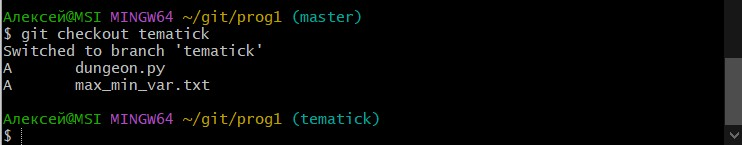 Алексей@MSI MINGW64 ~/git/prog1 (master)
$ git checkout tematick
Switched to branch 'tematick'
A       dungeon.py
A       max_min_var.txt
Алексей@MSI MINGW64 ~/git/prog1 (tematick)
$